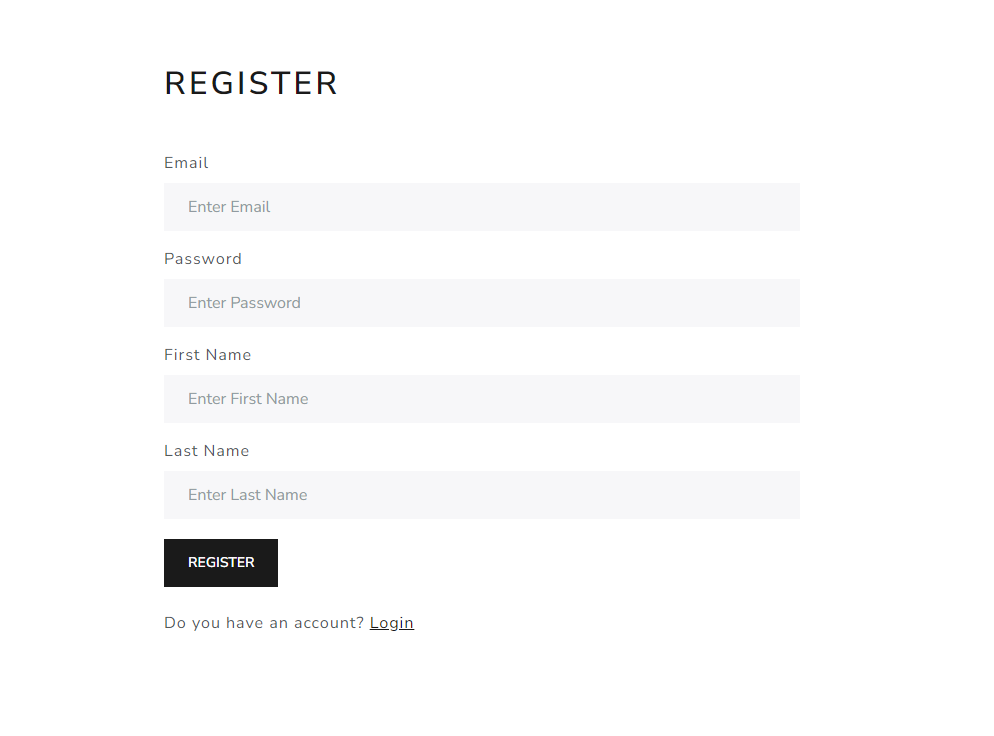 REGISTER
Email
Enter Email
Password
Enter Password
First Name
Enter First Name
Last Name
Enter Last Name
REGISTER
Do you have an account? Login